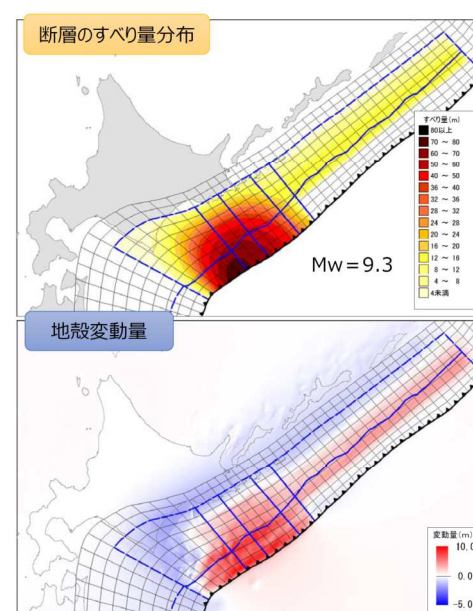 断層のすべり量分布
すべり量(m)
80以上
70 ～ 80
60 ～ 70
50 ～ 60
40 ～ 50
36 ～ 40
32 ～ 36
28 ～ 32
24 ～ 28
20 ～ 24
16 ～ 20
12 ～ 16
8 ～ 12
4 ～ 8
4未満
Mw＝9.3
地殻変動量
変動量(m)
10.0
0.0
-5.0